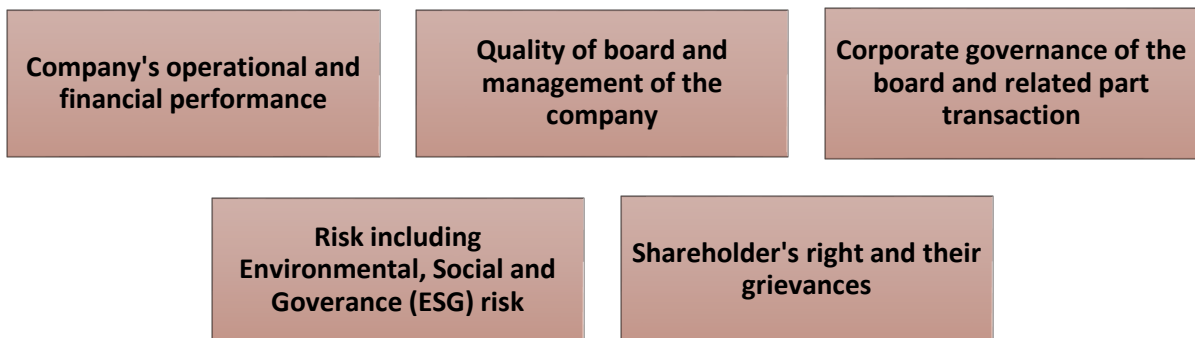 Company's operational and
financial performance
Quality of board and
management of the
company
Corporate governance of the
board and related part
transaction
Risk including
Environmental, Social and
Goverance (ESG) risk
Shareholder's right and their
grievances